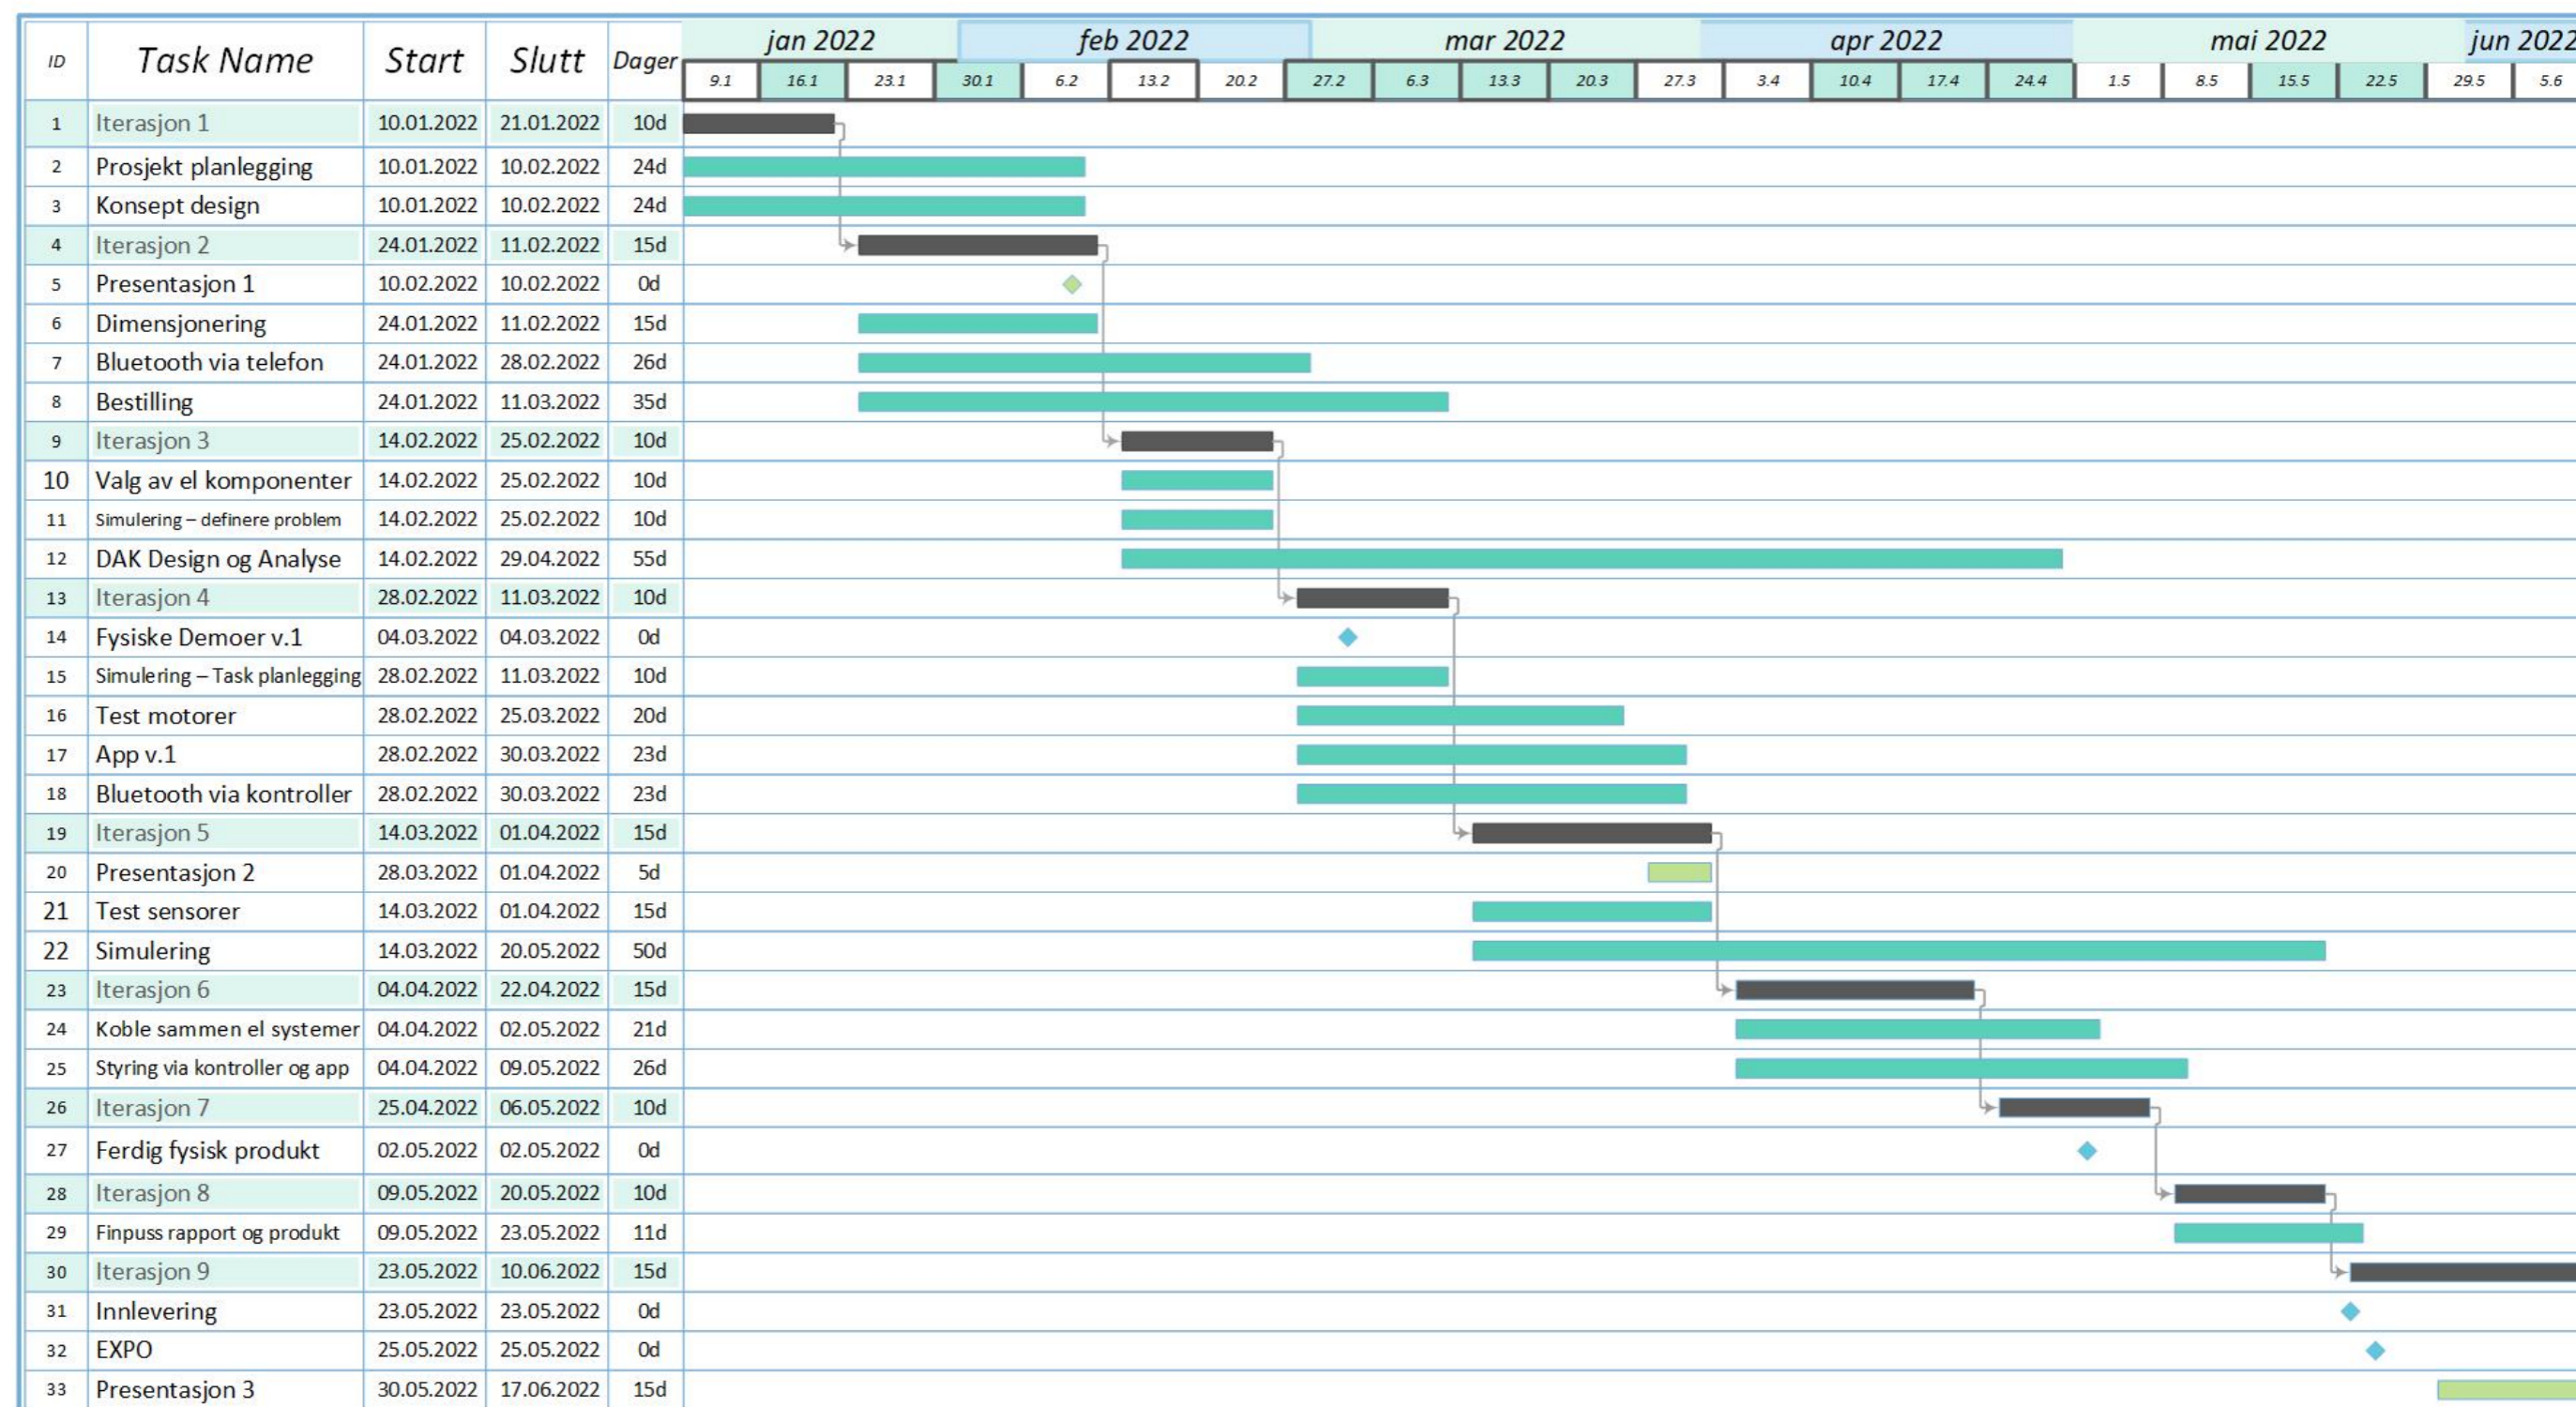 ID Task Name Start Slutt Dager jan 2022 feb 2022 mar 2022 apr 2022 mai 2022 jun 2022
9.1 16.1 23.1 30.1 6.2 13.2 20.2 27.2 6.3 13.3 20.3 27.3 3.4 10.4 17.4 24.4 1.5 8.5 15.5 22.5 29.5 5.6
1 Iterasjon 1 10.01.2022 21.01.2022 10d
2 Prosjekt planlegging 10.01.2022 10.02.2022 24d
3 Konsept design 10.01.2022 10.02.2022 24d
4 Iterasjon 2 24.01.2022 11.02.2022 15d
5 Presentasjon 1 10.02.2022 10.02.2022 0d
6 Dimensjonering 24.01.2022 11.02.2022 15d
7 Bluetooth via telefon 24.01.2022 28.02.2022 26d
8 Bestilling 24.01.2022 11.03.2022 35d
9 Iterasjon 3 14.02.2022 25.02.2022 10d
10 Valg av el komponenter 14.02.2022 25.02.2022 10d
11 Simulering – definere problem 14.02.2022 25.02.2022 10d
12 DAK Design og Analyse 14.02.2022 29.04.2022 55d
13 Iterasjon 4 28.02.2022 11.03.2022 10d
14 Fysiske Demoer v.1 04.03.2022 04.03.2022 0d
15 Simulering – Task planlegging 28.02.2022 11.03.2022 10d
16 Test motorer 28.02.2022 25.03.2022 20d
17 App v.1 28.02.2022 30.03.2022 23d
18 Bluetooth via kontroller 28.02.2022 30.03.2022 23d
19 Iterasjon 5 14.03.2022 01.04.2022 15d
20 Presentasjon 2 28.03.2022 01.04.2022 5d
21 Test sensorer 14.03.2022 01.04.2022 15d
22 Simulering 14.03.2022 20.05.2022 50d
23 Iterasjon 6 04.04.2022 22.04.2022 15d
24 Koble sammen el systemer 04.04.2022 02.05.2022 21d
25 Styring via kontroller og app 04.04.2022 09.05.2022 26d
26 Iterasjon 7 25.04.2022 06.05.2022 10d
27 Ferdig fysisk produkt 02.05.2022 02.05.2022 0d
28 Iterasjon 8 09.05.2022 20.05.2022 10d
29 Finpuss rapport og produkt 09.05.2022 23.05.2022 11d
30 Iterasjon 9 23.05.2022 10.06.2022 15d
31 Innlevering 23.05.2022 23.05.2022 0d
32 EXPO 25.05.2022 25.05.2022 0d
33 Presentasjon 3 30.05.2022 17.06.2022 15d